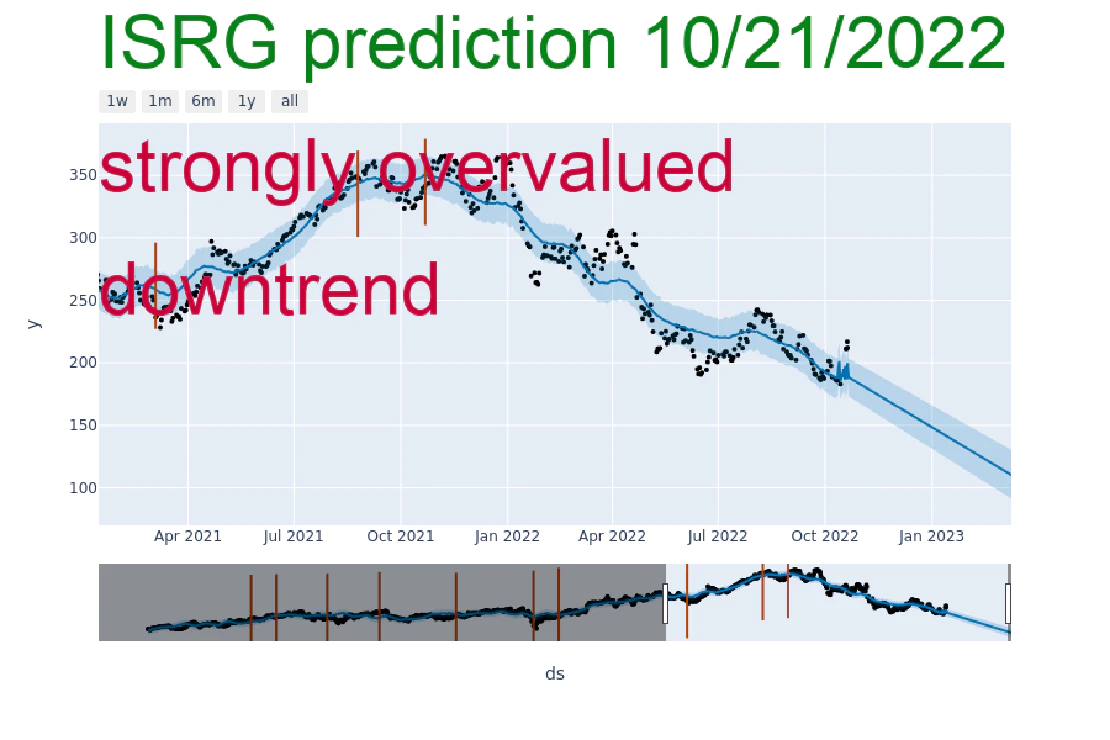 ISRG prediction 10/21/2022
1w 1m 6m 1y all
strongly overvalued
downtrend
350
300
250
200
150
100
y
Apr 2021 Jul 2021 Oct 2021 Jan 2022 Apr 2022 Jul 2022 Oct 2022 Jan 2023
ds